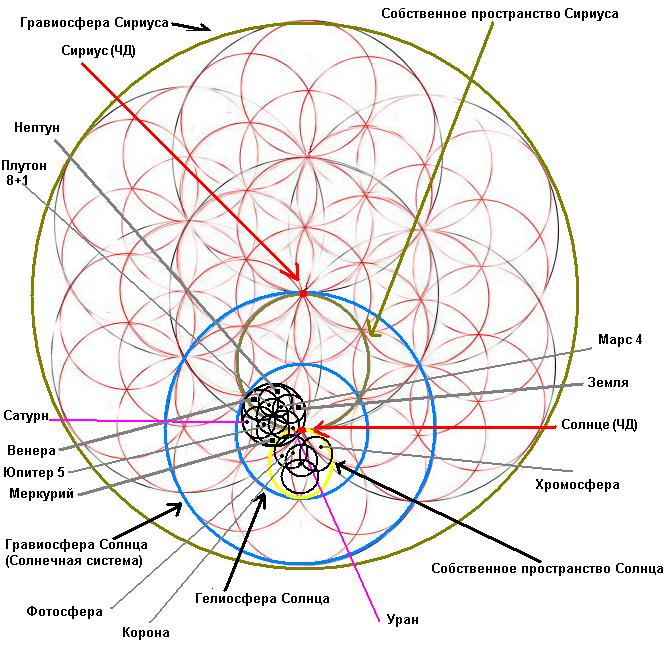 Гравиосфера Сириуса
Собственное пространство Сириуса
Сириус (ЧД)
Нептун
Плутон
8+1
Марс 4
Земля
Сатурн
Солнце (ЧД)
Венера
Юпитер 5
Меркурий
Хромосфера
Гравиосфера Солнца
(Солнечная система)
Собственное пространство Солнца
Гелиосфера Солнца
Фотосфера
Уран
Корона